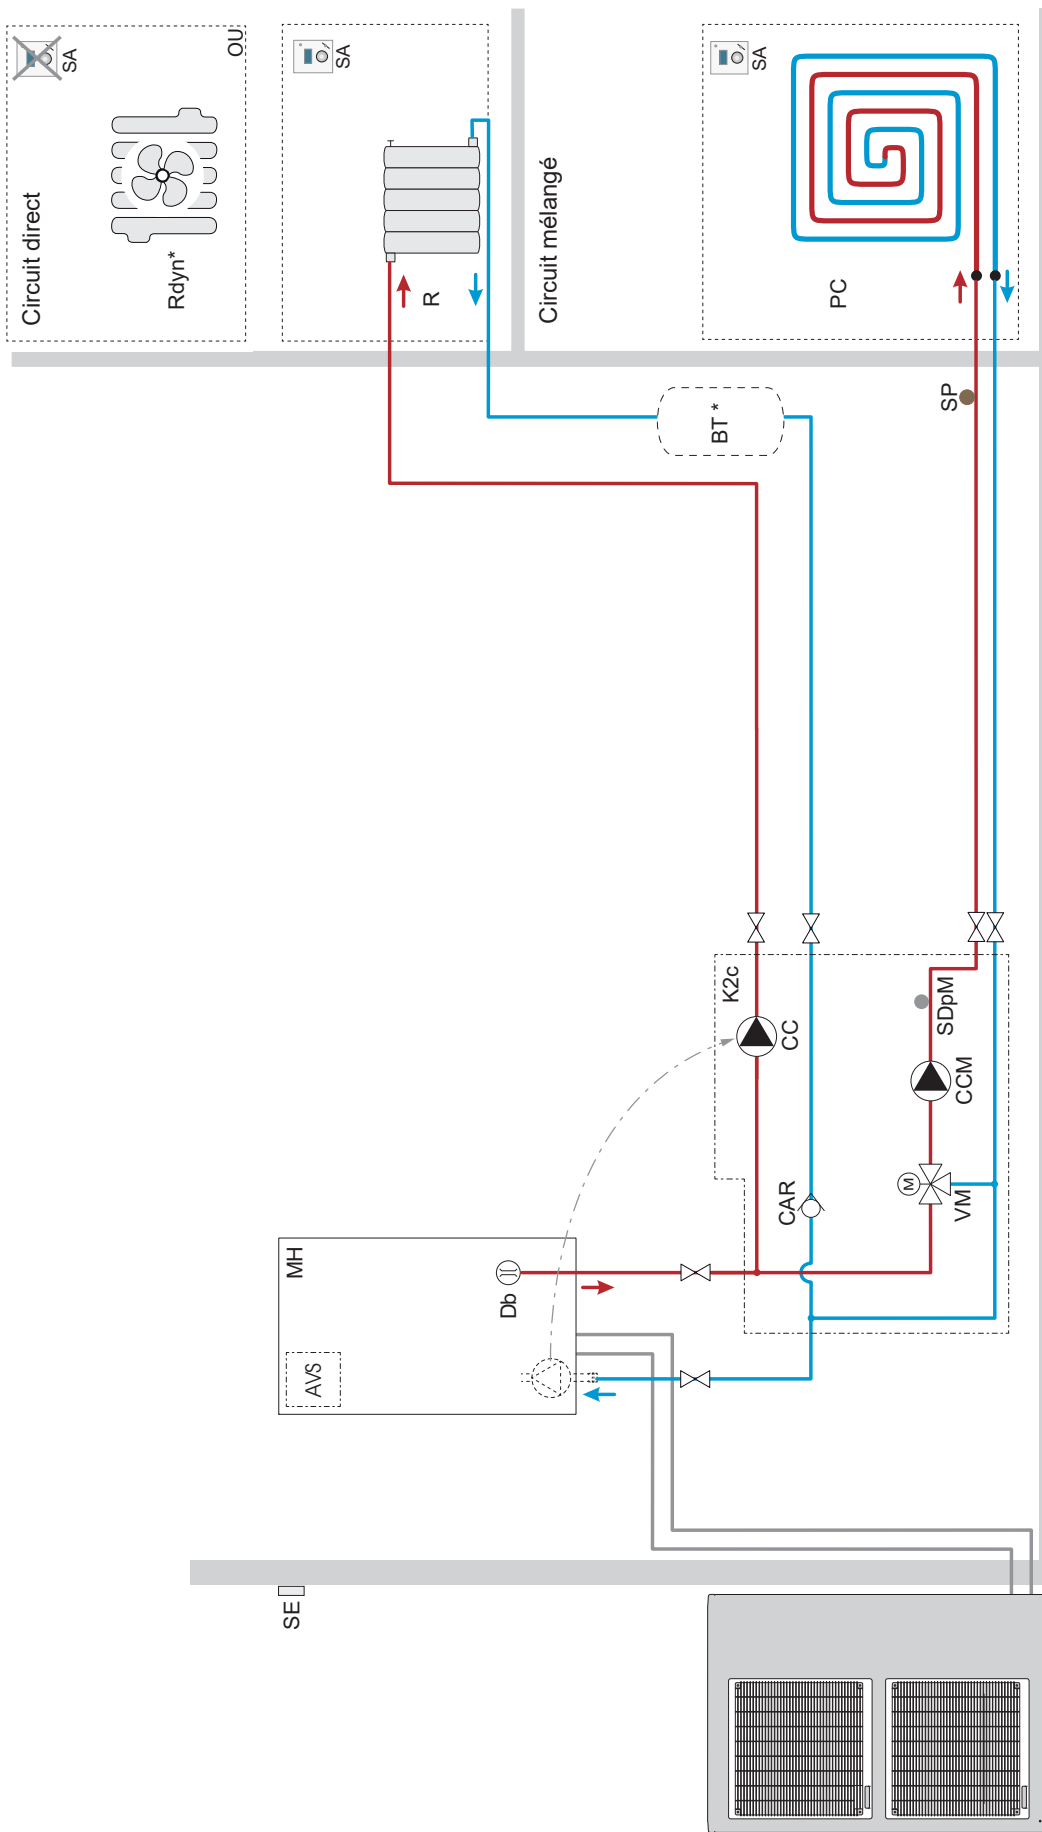 Circuit direct
SA
OU
Rdyn*
SA
R
Circuit mélangé
SA
PC
SP
BT *
K2c
CC
SDpM
CCM
CAR
M
VM
MH
Db
AVS
SE